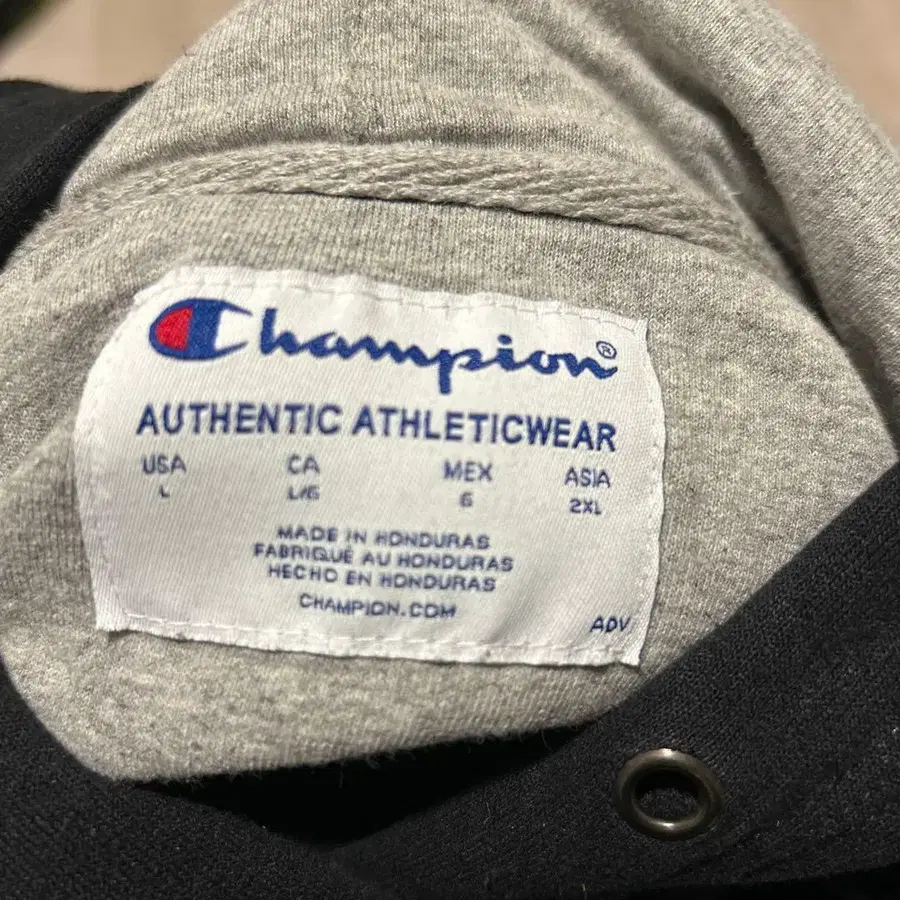 Champion®
AUTHENTIC ATHLETICWEAR
USA CA MEX ASIA
L L/G G 2XL
MADE IN HONDURAS
FABRIQUÉ AU HONDURAS
HECHO EN HONDURAS
CHAMPION.COM
ADV